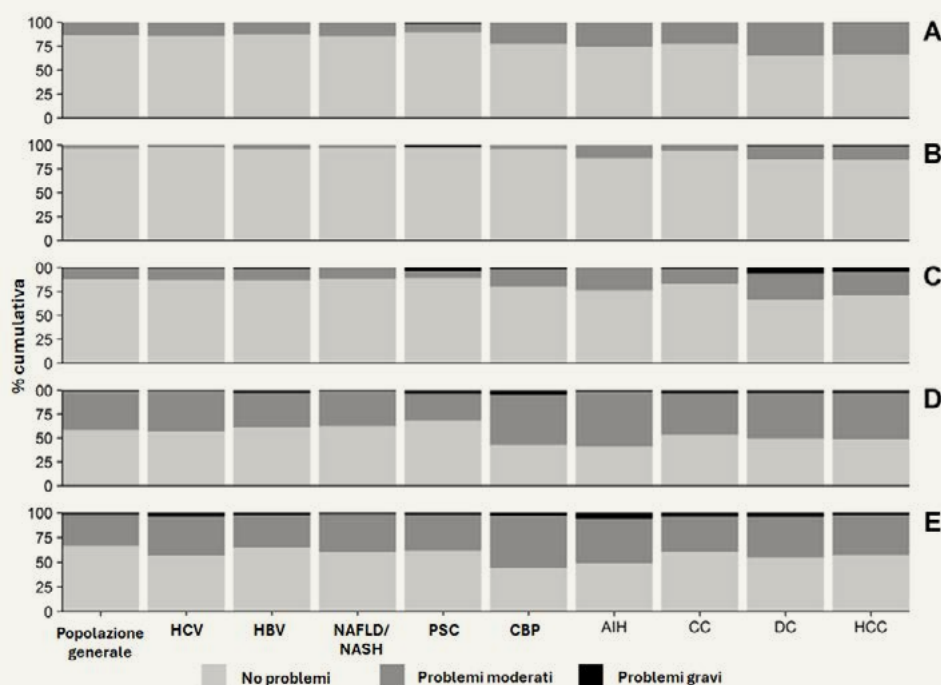 100
75
50
25
0
A
100
75
50
25
0
B
00
75
50
25
0
C
00
75
50
25
0
D
100
75
50
25
0
E
% cumulativa
Popolazione generale
HCV
HBV
NAFLD/
NASH
PSC
CBP
AIH
CC
DC
HCC
No problemi
Problemi moderati
Problemi gravi